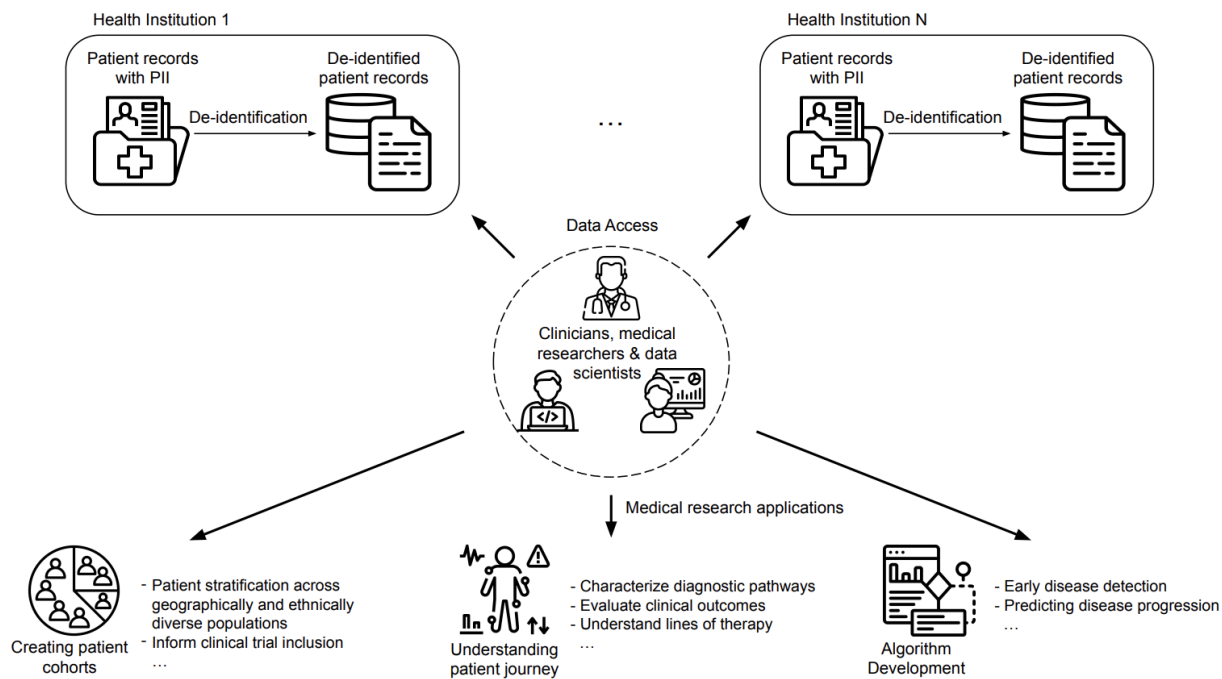 Health Institution 1
Patient records
with PII
De-identified
patient records
De-identification
...
Health Institution N
Patient records
with PII
De-identified
patient records
De-identification
Data Access
Clinicians, medical
researchers & data
scientists
</>
Medical research applications
Creating patient
cohorts
- Patient stratification across
geographically and ethnically
diverse populations
- Inform clinical trial inclusion
...
Understanding
patient journey
- Characterize diagnostic pathways
- Evaluate clinical outcomes
- Understand lines of therapy
...
Algorithm
Development
- Early disease detection
- Predicting disease progression
...